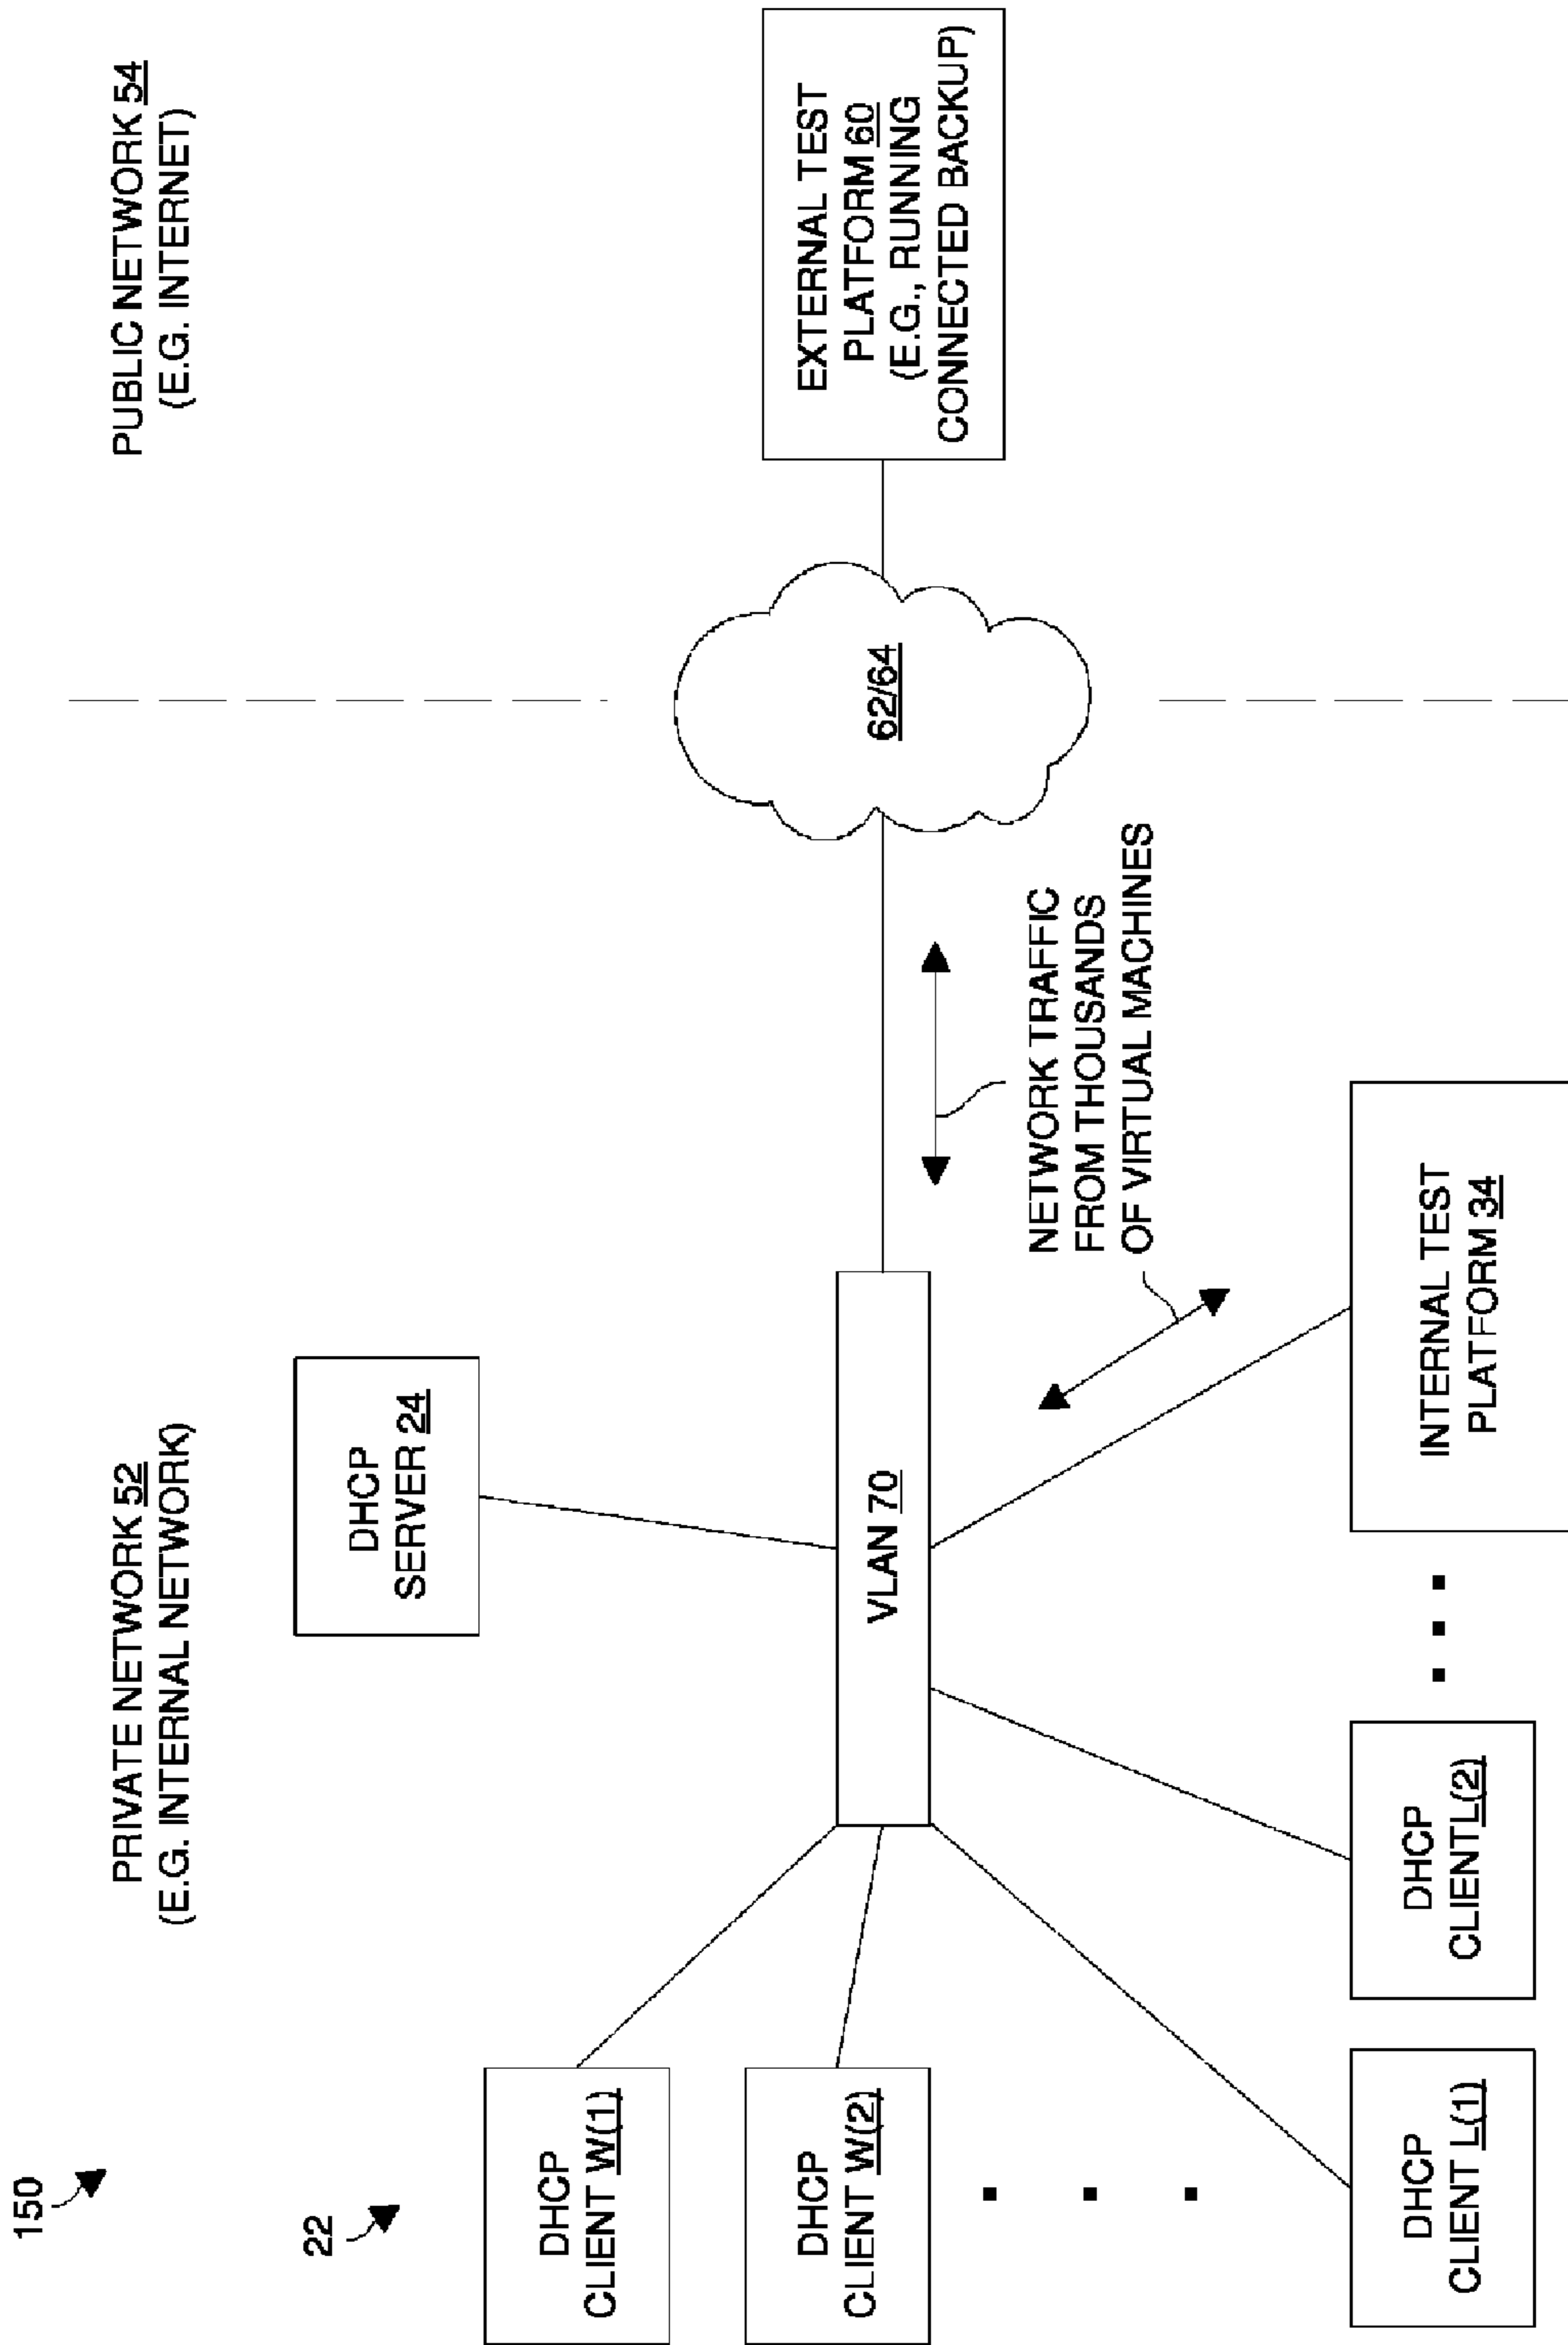 150
PRIVATE NETWORK 52
(E.G. INTERNAL NETWORK)
PUBLIC NETWORK 54
(E.G. INTERNET)
22
DHCP
SERVER 24
DHCP
CLIENT W(1)
DHCP
CLIENT W(2)
VLAN 70
62/64
EXTERNAL TEST
PLATFORM 60
(E.G., RUNNING
CONNECTED BACKUP)
NETWORK TRAFFIC
FROM THOUSANDS
OF VIRTUAL MACHINES
DHCP
CLIENT L(1)
DHCP
CLIENTL(2)
INTERNAL TEST
PLATFORM 34